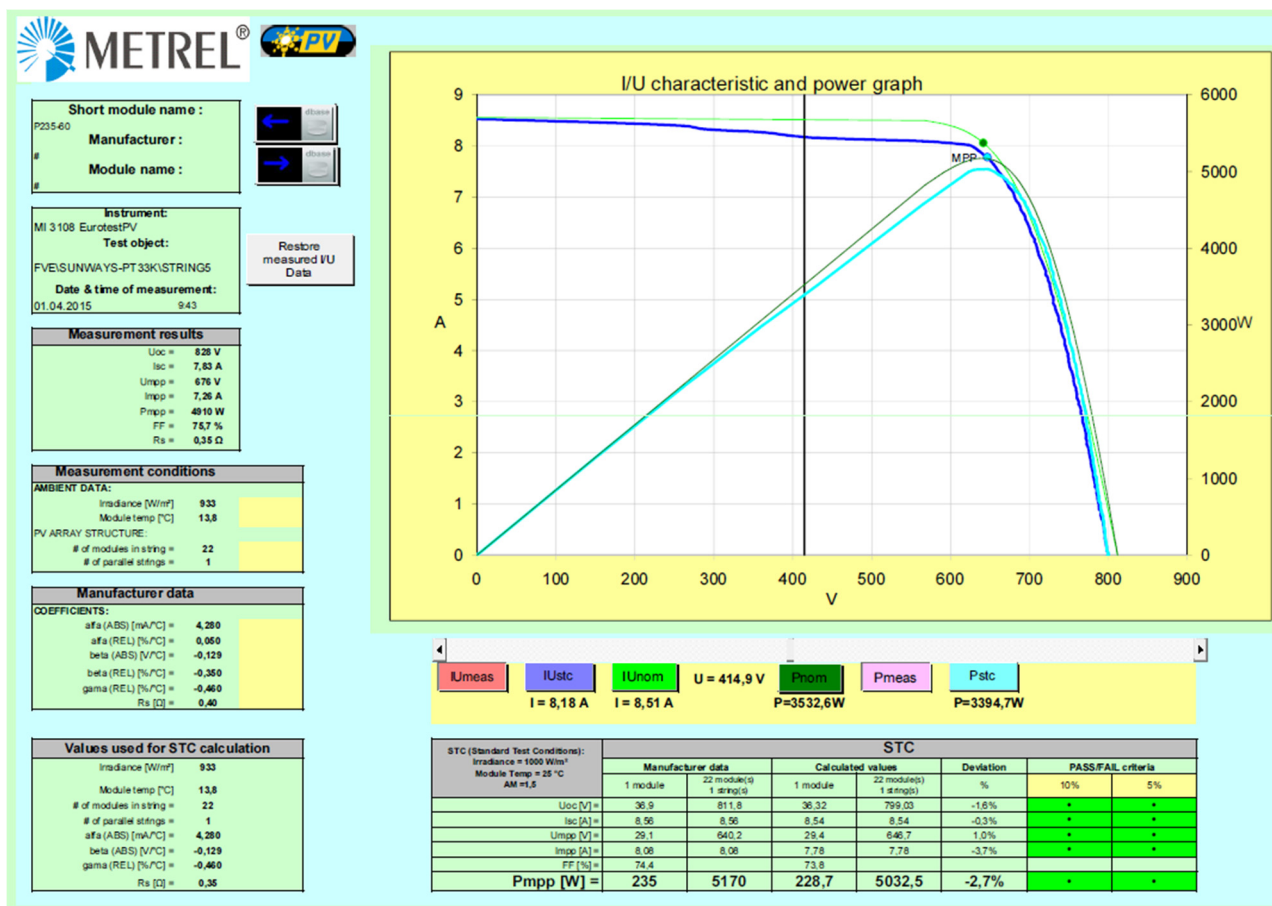 METREL®
PV
Short module name :
P235-60
Manufacturer :
#
Module name :
#
dbase
dbase
Instrument:
MI 3108 EurotestPV
Test object:
FVE\SUNWAYS-PT33K\STRING5
Date & time of measurement:
01.04.2015 9:43
Restore
measured I/U
Data
Measurement results
Uoc = 828 V
Isc = 7,83 A
Umpp = 676 V
Impp = 7,26 A
Pmpp = 4910 W
FF = 75,7 %
Rs = 0,35 Ω
Measurement conditions
AMBIENT DATA:
Irradiance [W/m²] 933
Module temp [°C] 13,8
PV ARRAY STRUCTURE:
# of modules in string = 22
# of parallel strings = 1
Manufacturer data
COEFFICIENTS:
alfa (ABS) [mA/°C] = 4,280
alfa (REL) [%/°C] = 0,050
beta (ABS) [V/°C] = -0,129
beta (REL) [%/°C] = -0,350
gama (REL) [%/°C] = -0,460
Rs [Ω] = 0,40
Values used for STC calculation
Irradiance [W/m²] = 933
Module temp [°C] = 13,8
# of modules in string = 22
# of parallel strings = 1
alfa (ABS) [mA/°C] = 4,280
beta (ABS) [V/°C] = -0,129
gama (REL) [%/°C] = -0,460
Rs [Ω] = 0,35
I/U characteristic and power graph
9 6000
8 5000
7
6 4000
5
A 3000 W
4
3 2000
2
1 1000
0 0
MPP
0 100 200 300 400 500 600 700 800 900
V
IUmeas IUstc IUnom U = 414,9 V Pnom Pmeas Pstc
I = 8,18 A I = 8,51 A P=3532,6W P=3394,7W
STC (Standard Test Conditions):
Irradiance = 1000 W/m²
Module Temp = 25 °C
AM =1,5
STC
Manufacturer data Calculated values Deviation PASS/FAIL criteria
1 module 22 module(s) 1 string(s) 1 module 22 module(s) 1 string(s) % 10% 5%
Uoc [V] = 36,9 811,8 36,32 799,03 -1,6% • •
Isc [A] = 8,56 8,56 8,54 8,54 -0,3% • •
Umpp [V] = 29,1 640,2 29,4 646,7 1,0% • •
Impp [A] = 8,08 8,08 7,78 7,78 -3,7% • •
FF [%] = 74,4 73,8
Pmpp [W] = 235 5170 228,7 5032,5 -2,7% • •